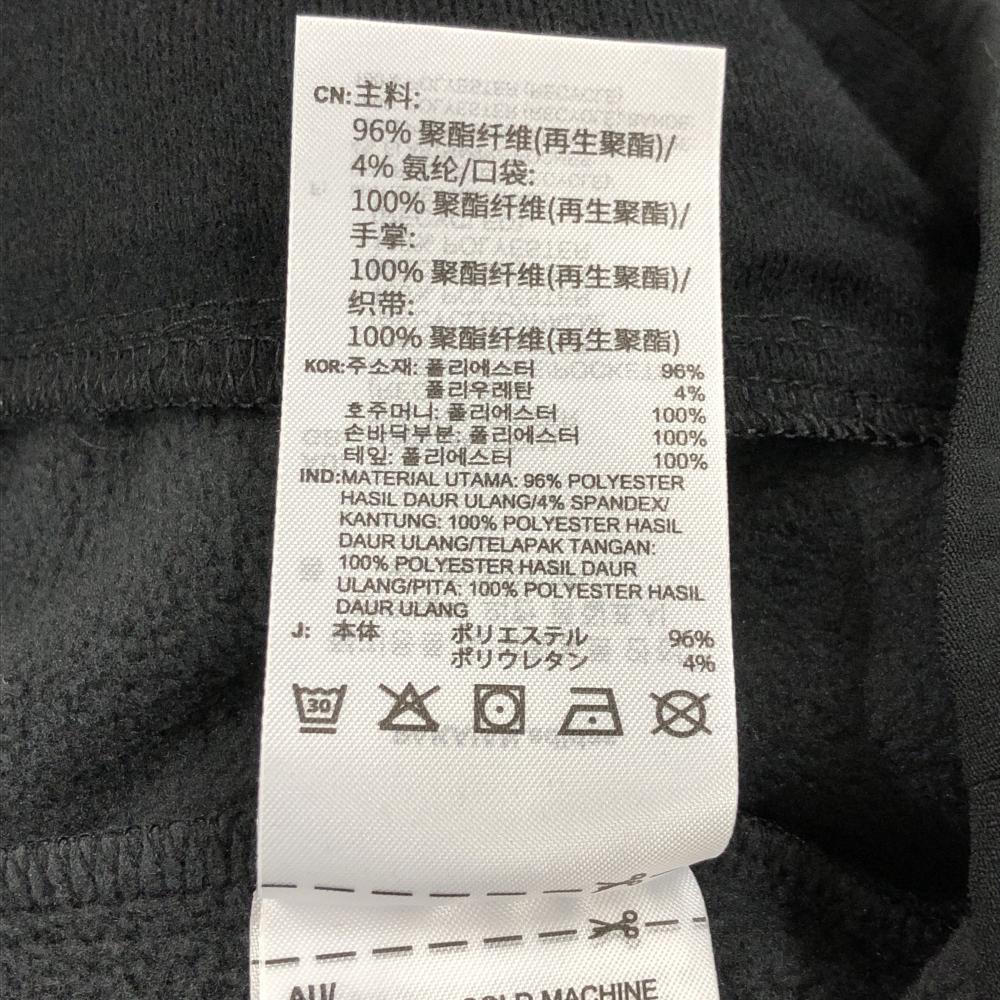 CN:主料:
96% 聚酯纤维(再生聚酯)/
4% 氨纶/口袋:
100% 聚酯纤维(再生聚酯)/
手掌:
100% 聚酯纤维(再生聚酯)/
织带:
100% 聚酯纤维(再生聚酯)
KOR:주소재: 폴리에스터 96%
폴리우레탄 4%
호주머니: 폴리에스터 100%
손바닥부분: 폴리에스터 100%
테잎: 폴리에스터 100%
IND:MATERIAL UTAMA: 96% POLYESTER
HASIL DAUR ULANG/4% SPANDEX/
KANTUNG: 100% POLYESTER HASIL
DAUR ULANG/TELAPAK TANGAN:
100% POLYESTER HASIL DAUR
ULANG/PITA: 100% POLYESTER HASIL
DAUR ULANG
J: 本体 ポリエステル 96%
ポリウレタン 4%
30
AU/ COLD MACHINE